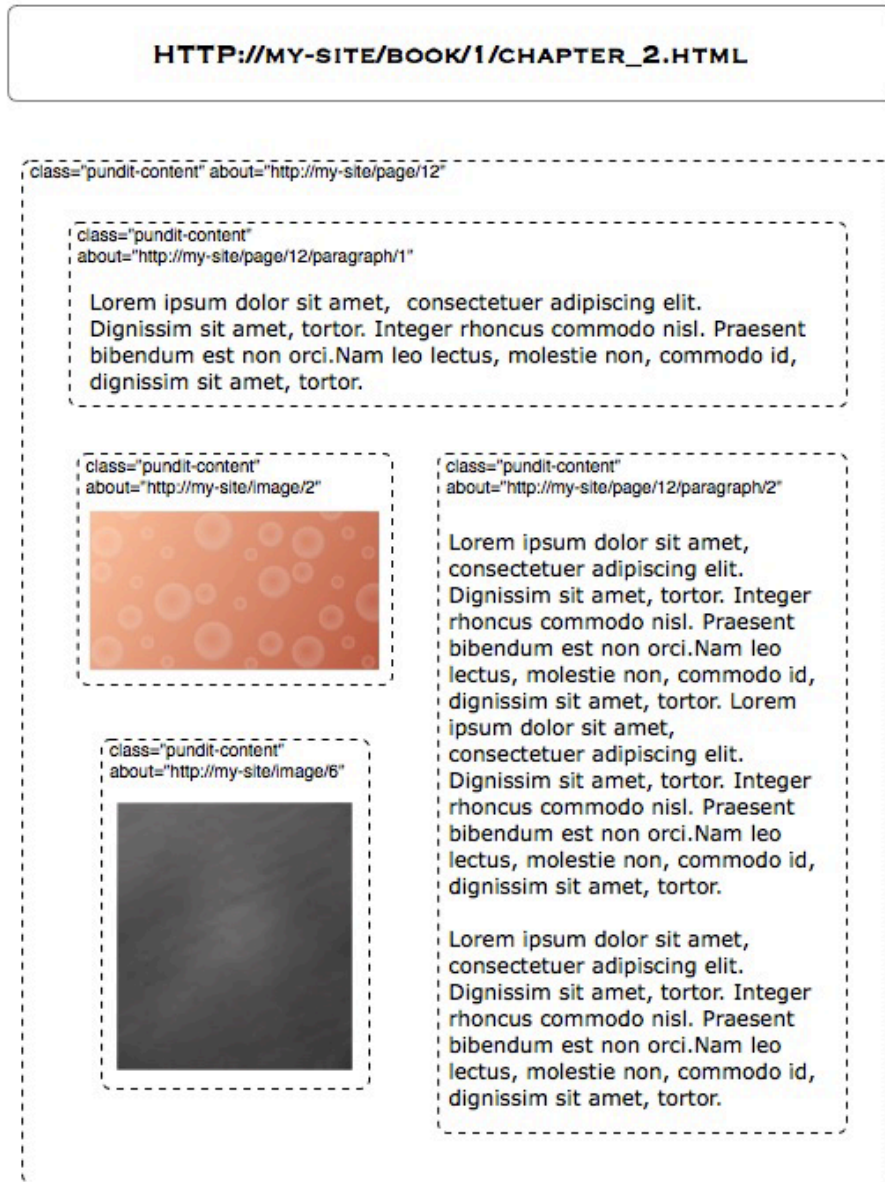 HTTP://MY-SITE/BOOK/1/CHAPTER_2.HTML
class="pundit-content" about="http://my-site/page/12"
class="pundit-content"
about="http://my-site/page/12/paragraph/1"
Lorem ipsum dolor sit amet,  consectetuer adipiscing elit.
Dignissim sit amet, tortor. Integer rhoncus commodo nisl. Praesent
bibendum est non orci.Nam leo lectus, molestie non, commodo id,
dignissim sit amet, tortor.
class="pundit-content"
about="http://my-site/image/2"
class="pundit-content"
about="http://my-site/image/6"
class="pundit-content"
about="http://my-site/page/12/paragraph/2"
Lorem ipsum dolor sit amet,
consectetuer adipiscing elit.
Dignissim sit amet, tortor. Integer
rhoncus commodo nisl. Praesent
bibendum est non orci.Nam leo
lectus, molestie non, commodo id,
dignissim sit amet, tortor. Lorem
ipsum dolor sit amet,
consectetuer adipiscing elit.
Dignissim sit amet, tortor. Integer
rhoncus commodo nisl. Praesent
bibendum est non orci.Nam leo
lectus, molestie non, commodo id,
dignissim sit amet, tortor.
Lorem ipsum dolor sit amet,
consectetuer adipiscing elit.
Dignissim sit amet, tortor. Integer
rhoncus commodo nisl. Praesent
bibendum est non orci.Nam leo
lectus, molestie non, commodo id,
dignissim sit amet, tortor.